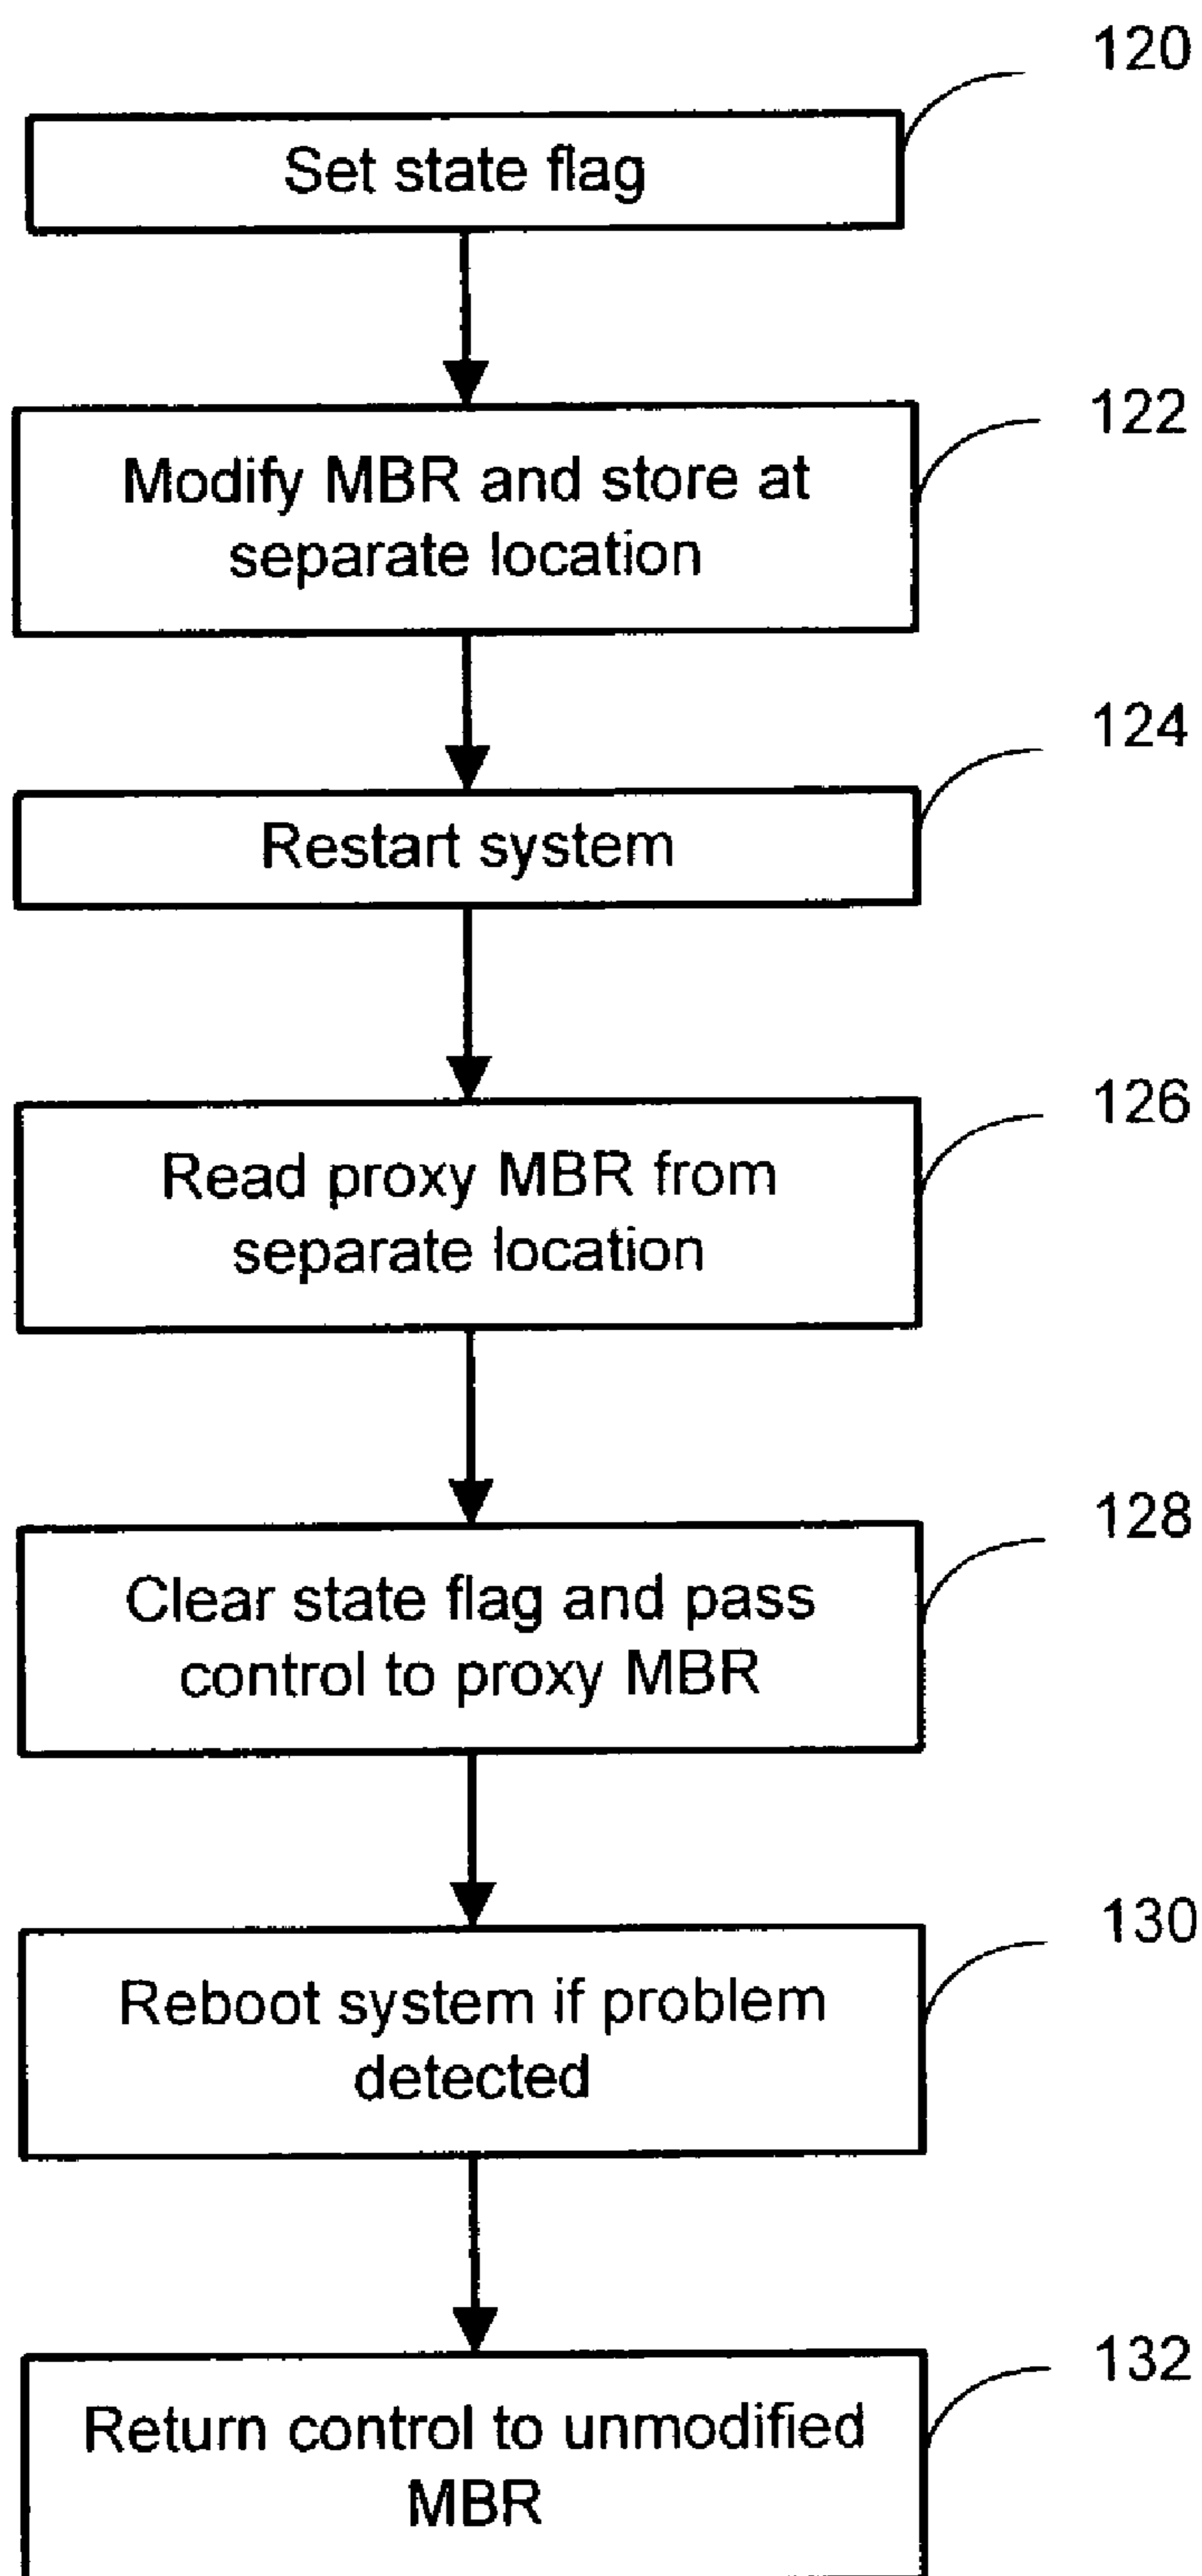 120
Set state flag
122
Modify MBR and store at
separate location
124
Restart system
126
Read proxy MBR from
separate location
128
Clear state flag and pass
control to proxy MBR
130
Reboot system if problem
detected
132
Return control to unmodified
MBR